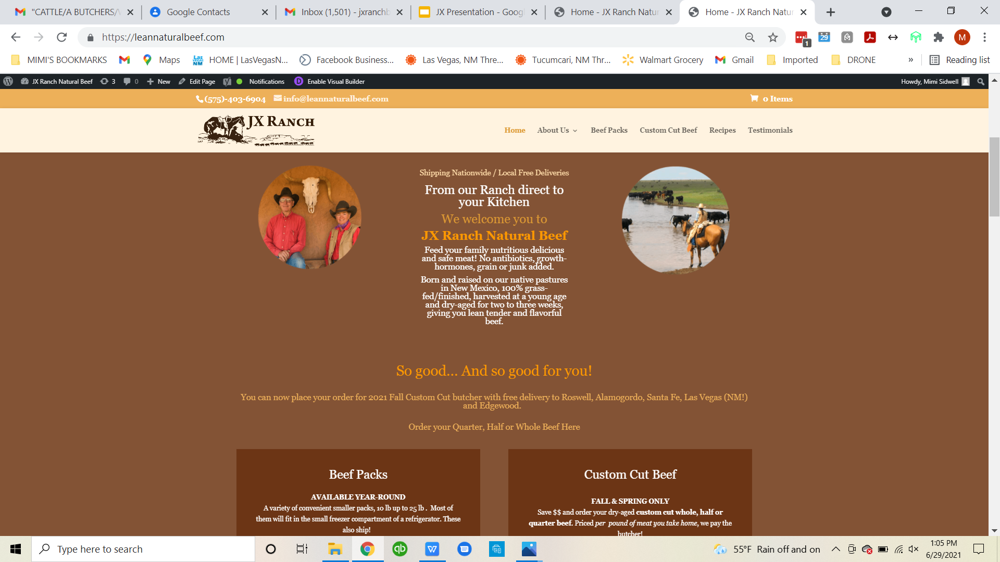 "CATTLE/A BUTCHERS/
Google Contacts
Inbox (1,501) - jxranchb
JX Presentation - Goog
Home - JX Ranch Natur
Home - JX Ranch Natur
https://leannaturalbeef.com
1
29
M
MIMI'S BOOKMARKS
Maps
Las Vegas NM
HOME | LasVegasN...
Facebook Business...
Las Vegas, NM Thre...
Tucumcari, NM Thr...
Walmart Grocery
Gmail
Imported
DRONE
»
Reading list
JX Ranch Natural Beef
3
0
New
Edit Page
Notifications
D
Enable Visual Builder
Howdy, Mimi Sidwell
(575)-403-6904
info@leannaturalbeef.com
0 Items
JX RANCH
Home
About Us
Beef Packs
Custom Cut Beef
Recipes
Testimonials
Shipping Nationwide / Local Free Deliveries
From our Ranch direct to
your Kitchen
We welcome you to
JX Ranch Natural Beef
Feed your family nutritious delicious
and safe meat! No antibiotics, growth-
hormones, grain or junk added.
Born and raised on our native pastures
in New Mexico, 100% grass-
fed/finished, harvested at a young age
and dry-aged for two to three weeks,
giving you lean tender and flavorful
beef.
So good... And so good for you!
You can now place your order for 2021 Fall Custom Cut butcher with free delivery to Roswell, Alamogordo, Santa Fe, Las Vegas (NM!)
and Edgewood.
Order your Quarter, Half or Whole Beef Here
Beef Packs
AVAILABLE YEAR-ROUND
A variety of convenient smaller packs, 10 lb up to 25 lb . Most of
them will fit in the small freezer compartment of a refrigerator. These
also ship!
Custom Cut Beef
FALL & SPRING ONLY
Save $$ and order your dry-aged custom cut whole, half or
quarter beef. Priced per pound of meat you take home, we pay the
butcher!
Type here to search
qb
W
55°F Rain off and on
1:05 PM
6/29/2021